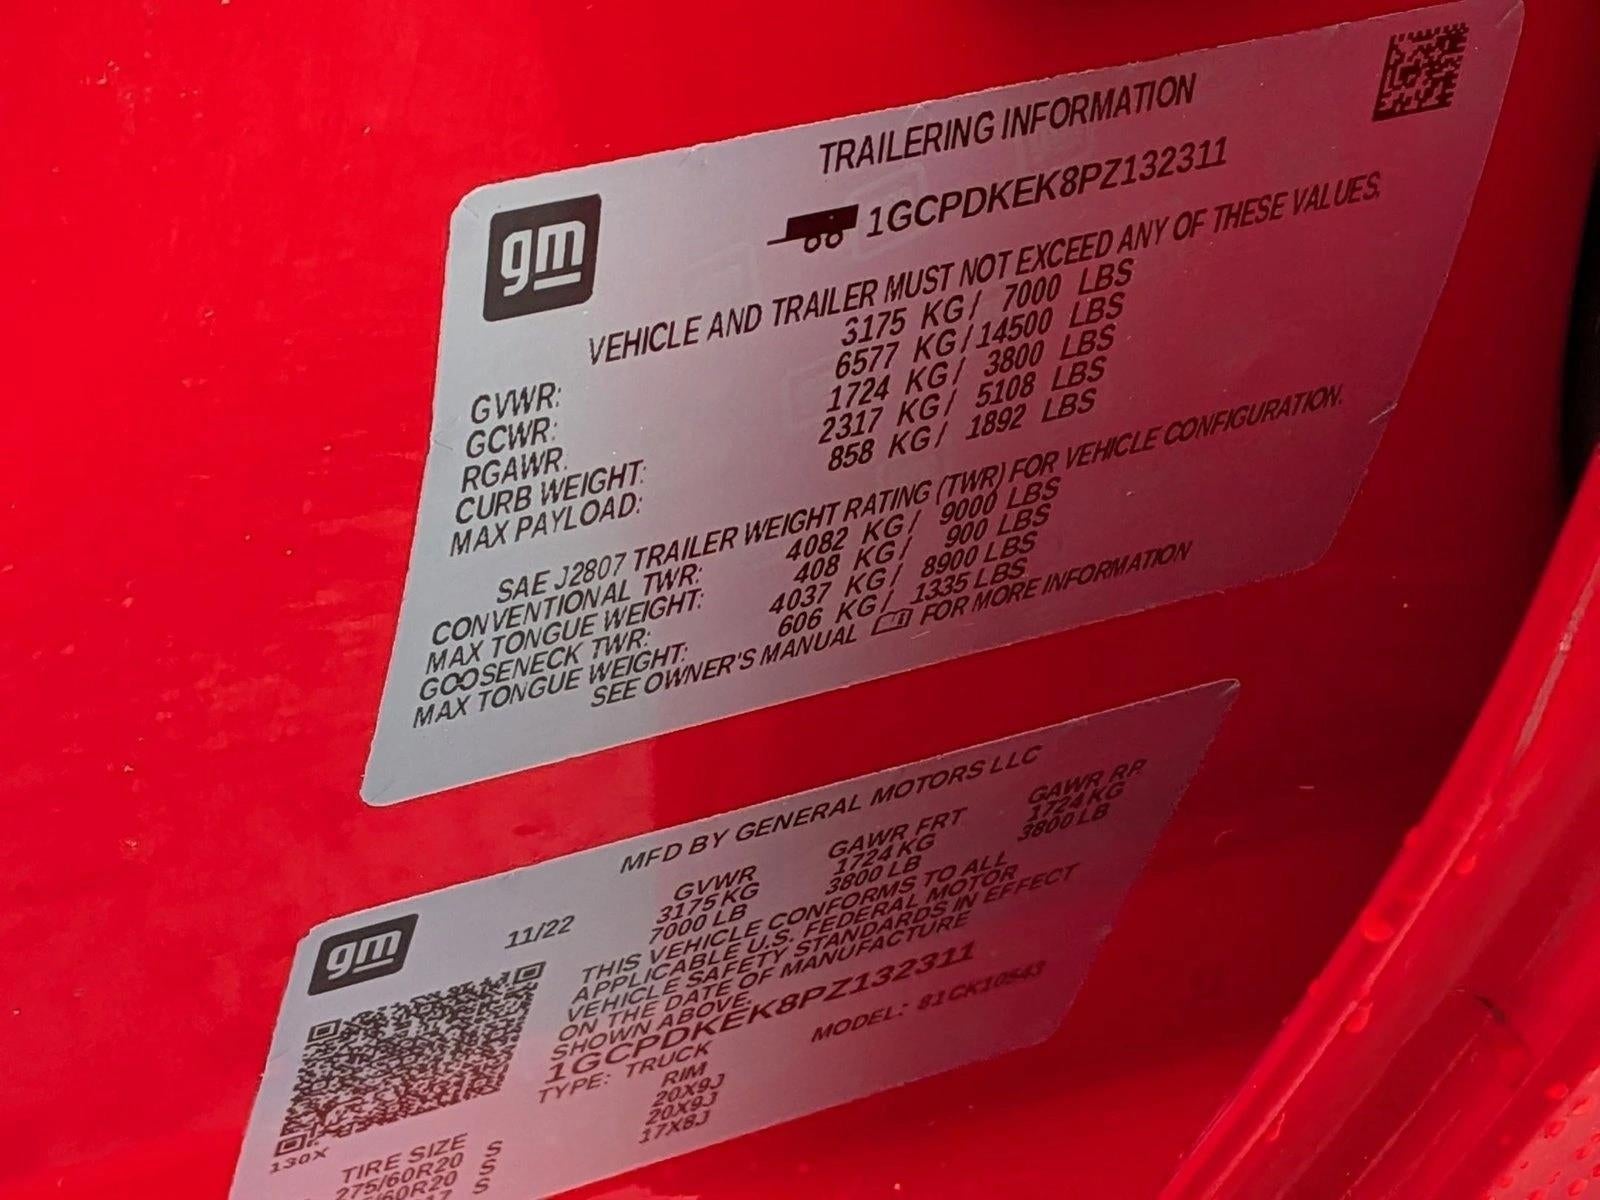 TRAILERING INFORMATION
gm
1GCPDKEK8PZ132311
VEHICLE AND TRAILER MUST NOT EXCEED ANY OF THESE VALUES.
GVWR: 3175 KG/ 7000 LBS
GCWR: 6577 KG/14500 LBS
RGAWR. 1724 KG/ 3800 LBS
CURB WEIGHT: 2317 KG/ 5108 LBS
MAX PAYLOAD: 858 KG/ 1892 LBS
SAE J2807 TRAILER WEIGHT RATING (TWR) FOR VEHICLE CONFIGURATION.
CONVENTIONAL TWR: 4082 KG/ 9000 LBS
MAX TONGUE WEIGHT: 408 KG/ 900 LBS
GOOSENECK TWR: 4037 KG/ 8900 LBS
MAX TONGUE WEIGHT: 606 KG/ 1335 LBS
SEE OWNER'S MANUAL FOR MORE INFORMATION
MFD BY GENERAL MOTORS LLC
gm
11/22
GVWR GAWR FRT GAWR RR
3175 KG 1724 KG 1724 KG
7000 LB 3800 LB 3800 LB
THIS VEHICLE CONFORMS TO ALL
APPLICABLE U.S. FEDERAL MOTOR
VEHICLE SAFETY STANDARDS IN EFFECT
ON THE DATE OF MANUFACTURE
SHOWN ABOVE.
1GCPDKEK8PZ132311
TYPE: TRUCK MODEL: 81CK10543
130X
TIRE SIZE RIM
275/60R20 S 20X9J
60R20 S 20X9J
S 17X8J